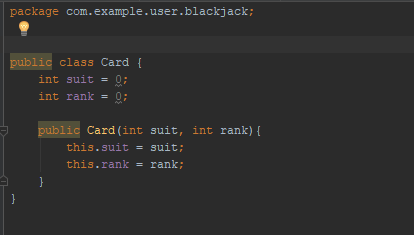 package com.example.user.blackjack;
public class Card {
int suit = 0;
int rank = 0;
public Card(int suit, int rank){
this.suit = suit;
this.rank = rank;
}
}